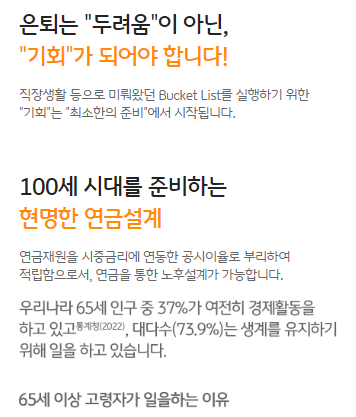 은퇴는 "두려움"이 아닌,
"기회"가 되어야 합니다!
직장생활 등으로 미뤄왔던 Bucket List를 실행하기 위한
"기회"는 "최소한의 준비"에서 시작됩니다.
100세 시대를 준비하는
현명한 연금설계
연금재원을 시중금리에 연동한 공시이율로 부리하여
적립함으로서, 연금을 통한 노후설계가 가능합니다.
우리나라 65세 인구 중 37%가 여전히 경제활동을
하고 있고통계청(2022), 대다수(73.9%)는 생계를 유지하기
위해 일을 하고 있습니다.
65세 이상 고령자가 일을하는 이유